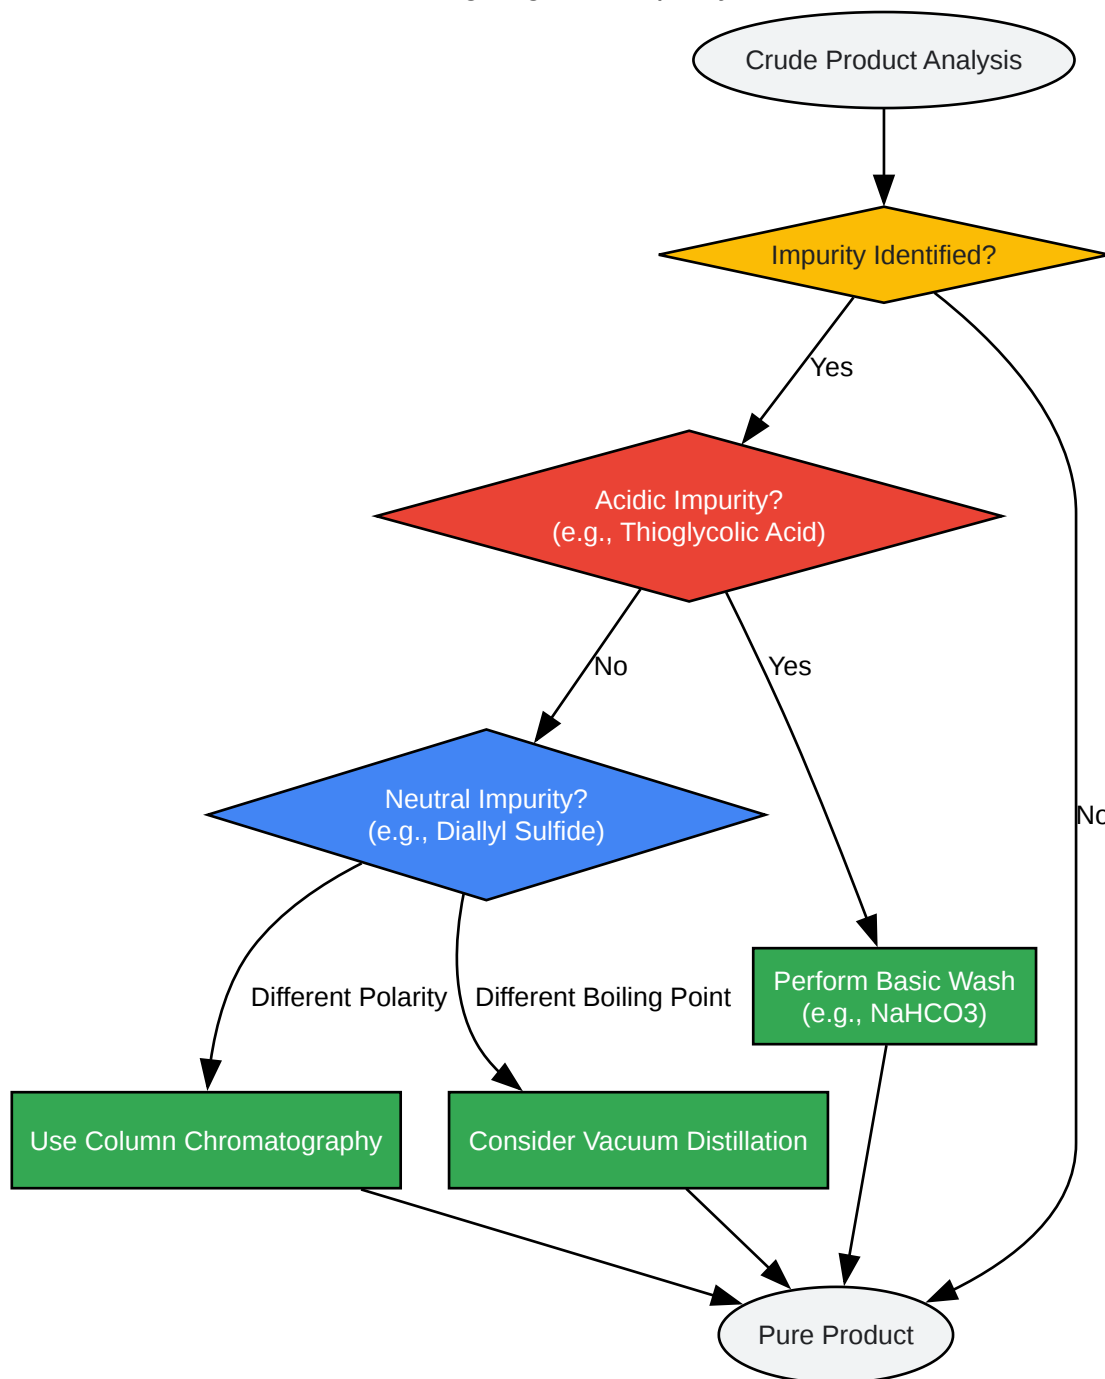 Crude Product Analysis
Impurity Identified?
Yes
Acidic Impurity?
(e.g., Thioglycolic Acid)
No
Yes
Neutral Impurity?
(e.g., Diallyl Sulfide)
No
Different Polarity
Different Boiling Point
Perform Basic Wash
(e.g., NaHCO3)
Use Column Chromatography
Consider Vacuum Distillation
Pure Product